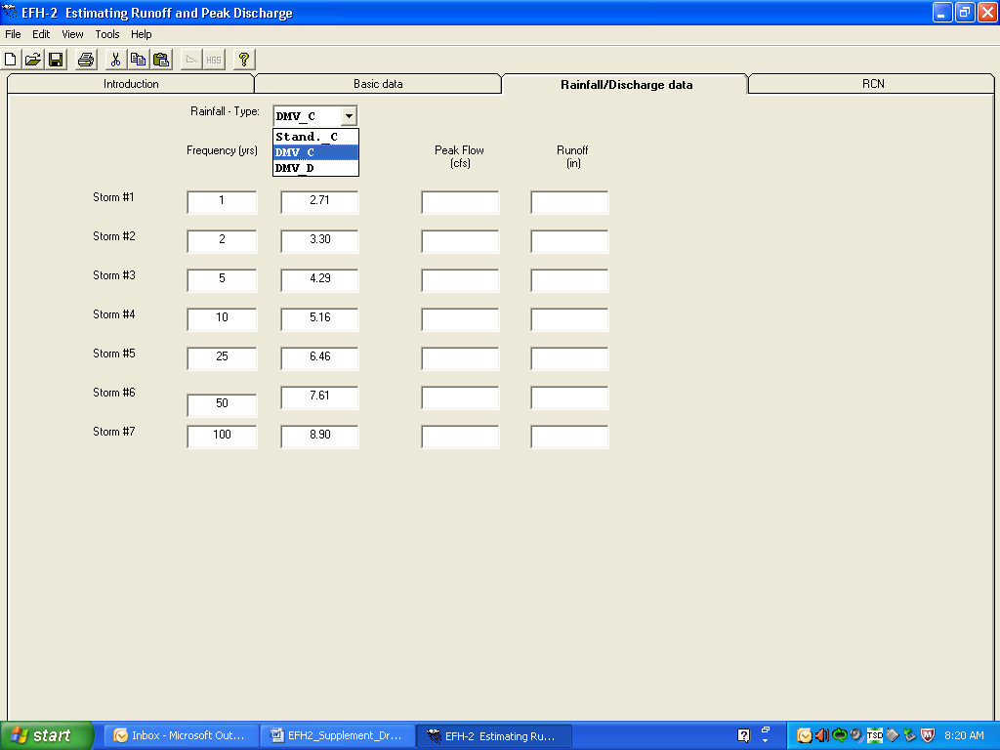 EFH-2 Estimating Runoff and Peak Discharge
File Edit View Tools Help
HGS ?
Introduction Basic data Rainfall/Discharge data RCN
Rainfall - Type: DMV_C
Stand._C
DMV_C
DMV_D
Frequency (yrs) Peak Flow (cfs) Runoff (in)
Storm #1 1 2.71
Storm #2 2 3.30
Storm #3 5 4.29
Storm #4 10 5.16
Storm #5 25 6.46
Storm #6 50 7.61
Storm #7 100 8.90
start Inbox - Microsoft Out... EFH2_Supplement_Dr... EFH-2 Estimating Ru... ? TSD 8:20 AM